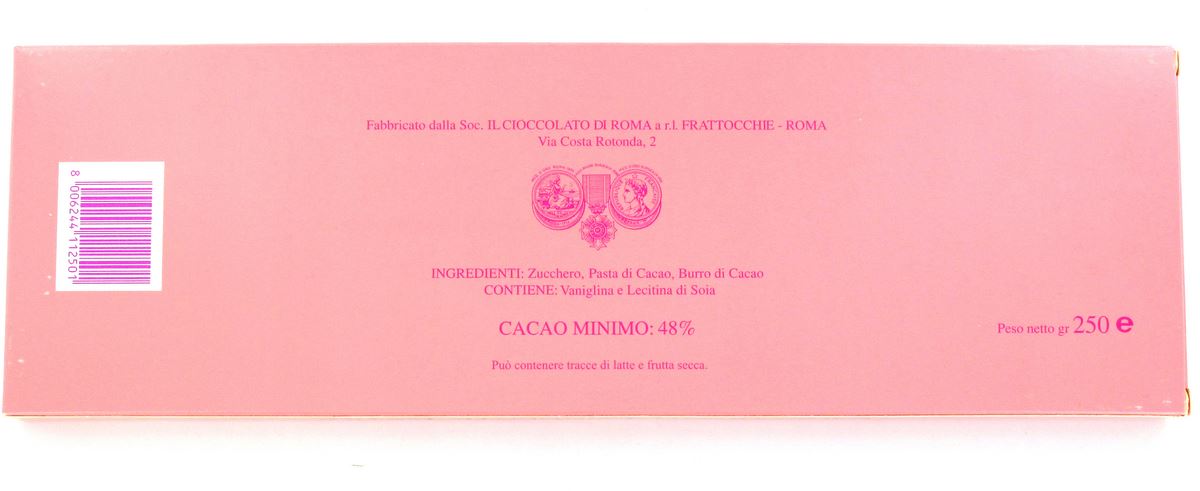 Fabbricato dalla Soc. IL CIOCCOLATO DI ROMA a r.l. FRATTOCCHIE - ROMA
Via Costa Rotonda, 2
INGREDIENTI: Zucchero, Pasta di Cacao, Burro di Cacao
CONTIENE: Vaniglina e Lecitina di Soia
CACAO MINIMO: 48%
Peso netto gr 250 e
Può contenere tracce di latte e frutta secca.
8 006244 112501